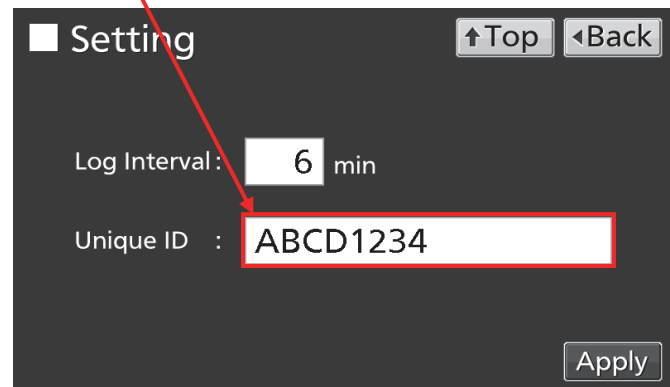 Setting
↑Top
◂Back
Log Interval : 6 min
Unique ID : ABCD1234
Apply